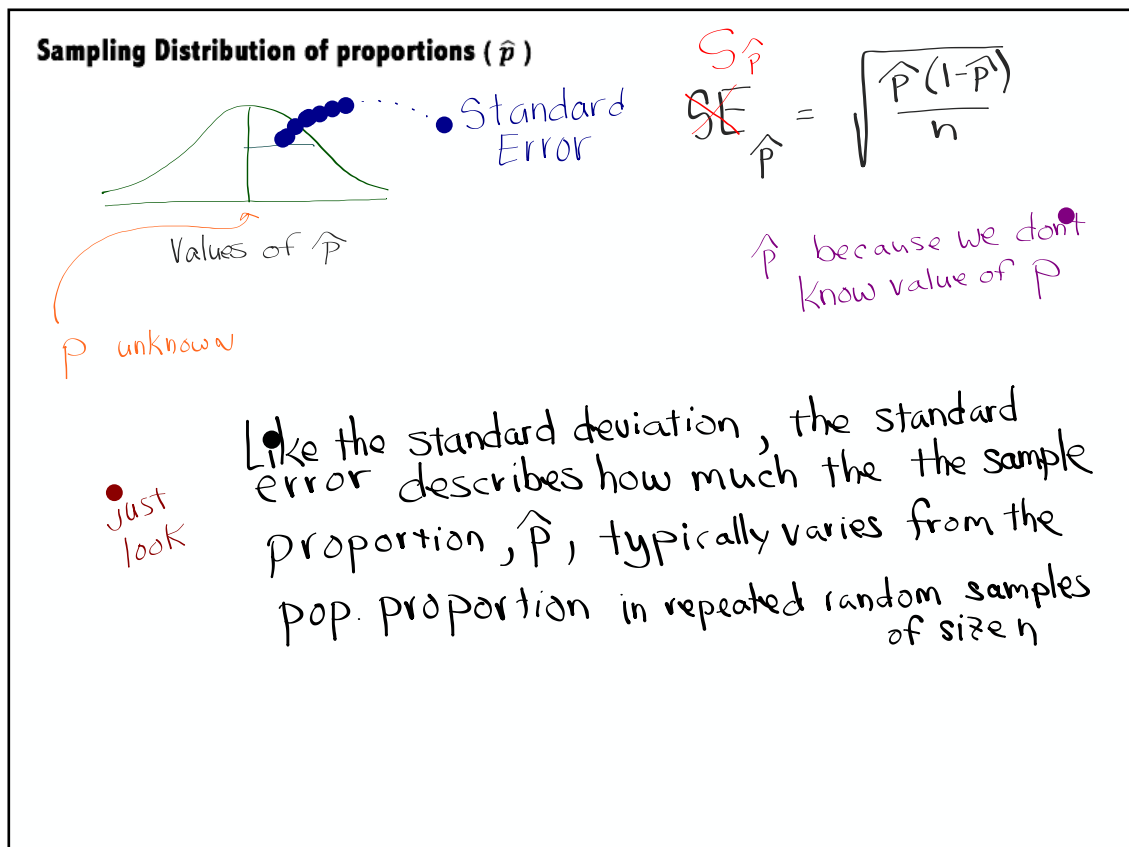 Sampling Distribution of proportions ( p̂ )
S p̂
SE p̂ = √ p̂ (1-p̂) / n
Standard
Error
Values of p̂
p̂ because we don't
know value of p
P unknown
Like the standard deviation, the standard
error describes how much the the sample
proportion, p̂, typically varies from the
pop. proportion in repeated random samples
of size n
just
look